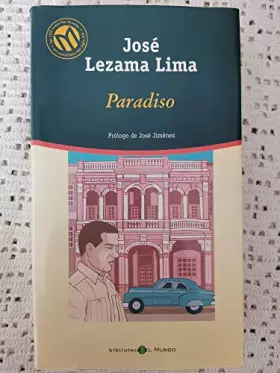 José
Lezama Lima
Paradiso
Prólogo de José Jiménez
biblioteca EL MUNDO